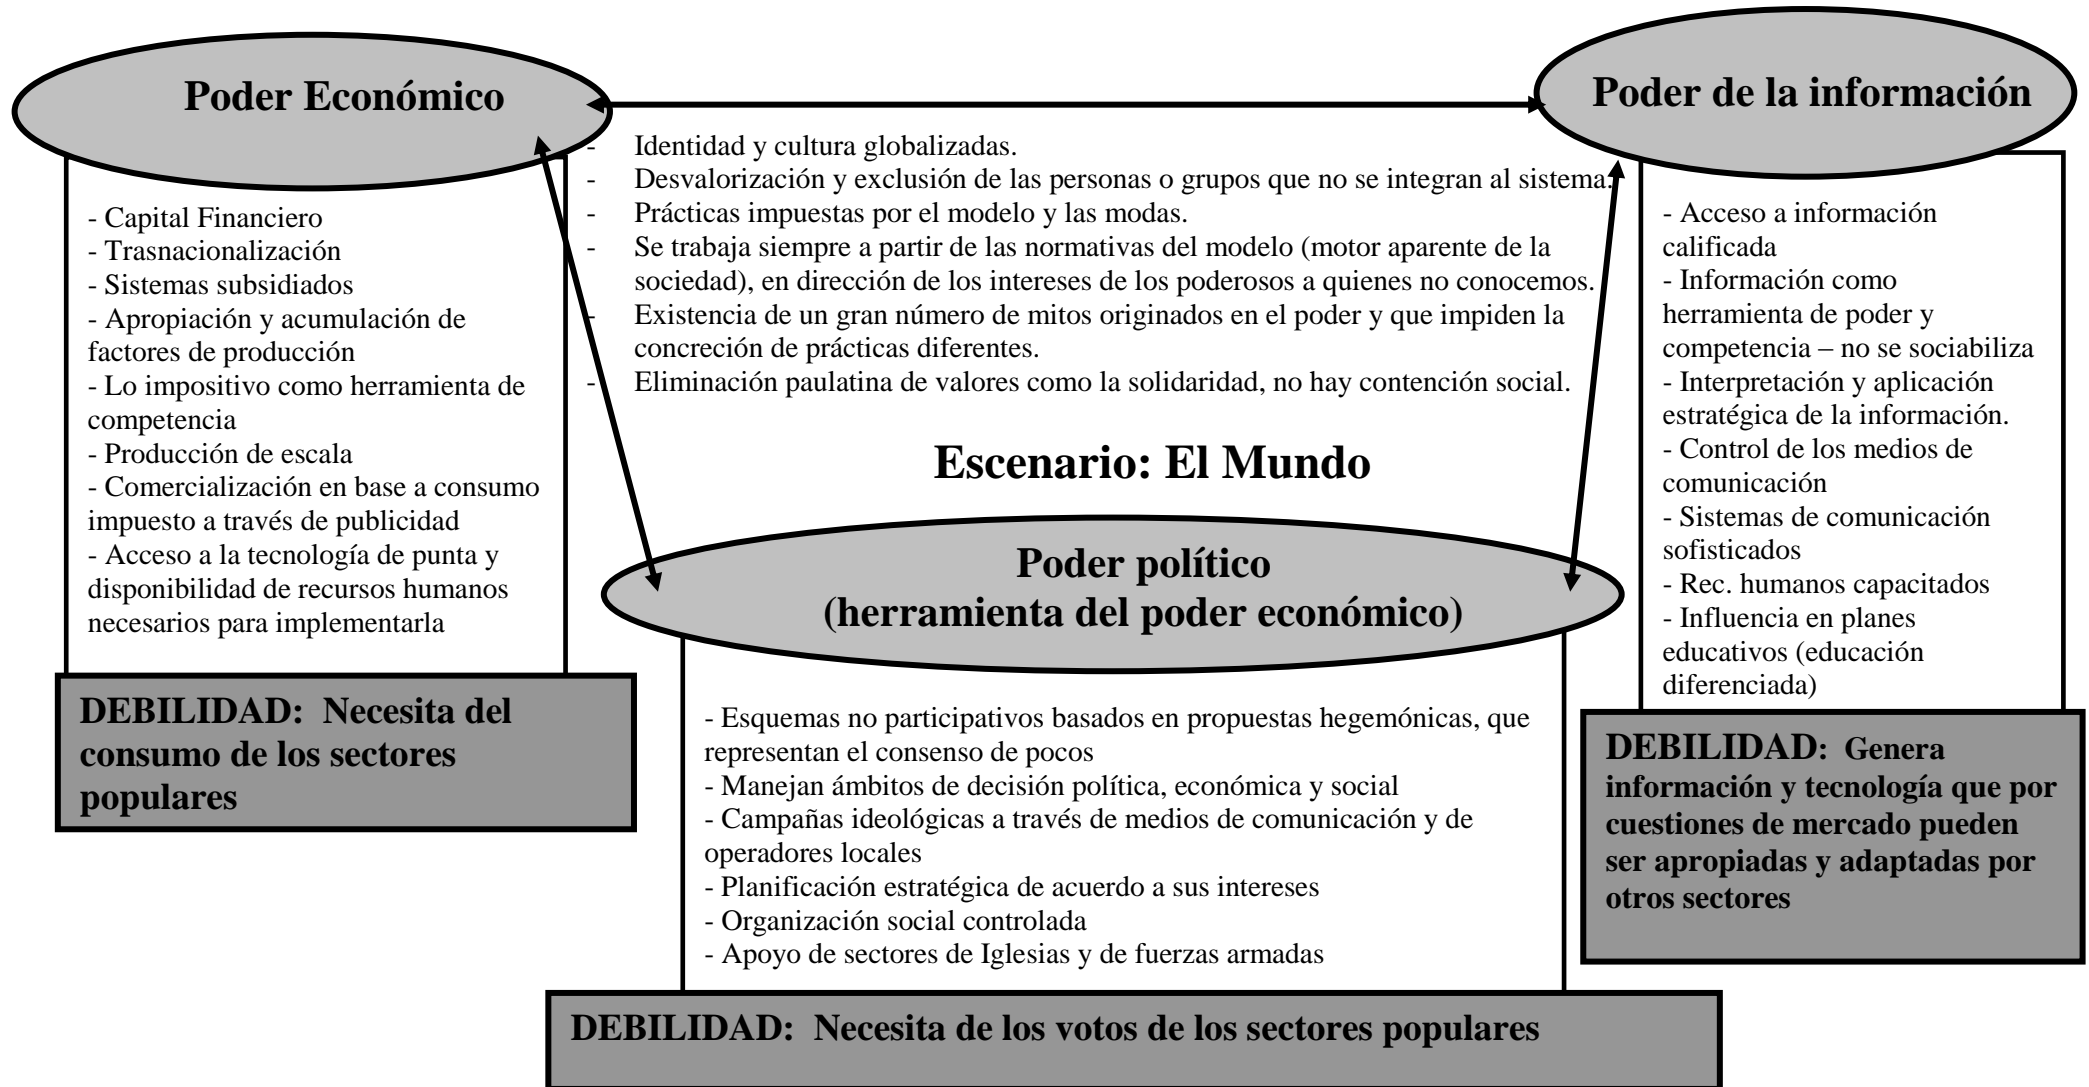 Poder Económico
- Capital Financiero
- Trasnacionalización
- Sistemas subsidiados
- Apropiación y acumulación de
factores de producción
- Lo impositivo como herramienta de
competencia
- Producción de escala
- Comercialización en base a consumo
impuesto a través de publicidad
- Acceso a la tecnología de punta y
disponibilidad de recursos humanos
necesarios para implementarla
DEBILIDAD: Necesita del
consumo de los sectores
populares
- Identidad y cultura globalizadas.
- Desvalorización y exclusión de las personas o grupos que no se integran al sistema.
- Prácticas impuestas por el modelo y las modas.
- Se trabaja siempre a partir de las normativas del modelo (motor aparente de la
sociedad), en dirección de los intereses de los poderosos a quienes no conocemos.
- Existencia de un gran número de mitos originados en el poder y que impiden la
concreción de prácticas diferentes.
- Eliminación paulatina de valores como la solidaridad, no hay contención social.
Escenario: El Mundo
Poder político
(herramienta del poder económico)
- Esquemas no participativos basados en propuestas hegemónicas, que
representan el consenso de pocos
- Manejan ámbitos de decisión política, económica y social
- Campañas ideológicas a través de medios de comunicación y de
operadores locales
- Planificación estratégica de acuerdo a sus intereses
- Organización social controlada
- Apoyo de sectores de Iglesias y de fuerzas armadas
DEBILIDAD: Necesita de los votos de los sectores populares
Poder de la información
- Acceso a información
calificada
- Información como
herramienta de poder y
competencia – no se sociabiliza
- Interpretación y aplicación
estratégica de la información.
- Control de los medios de
comunicación
- Sistemas de comunicación
sofisticados
- Rec. humanos capacitados
- Influencia en planes
educativos (educación
diferenciada)
DEBILIDAD: Genera
información y tecnología que por
cuestiones de mercado pueden
ser apropiadas y adaptadas por
otros sectores